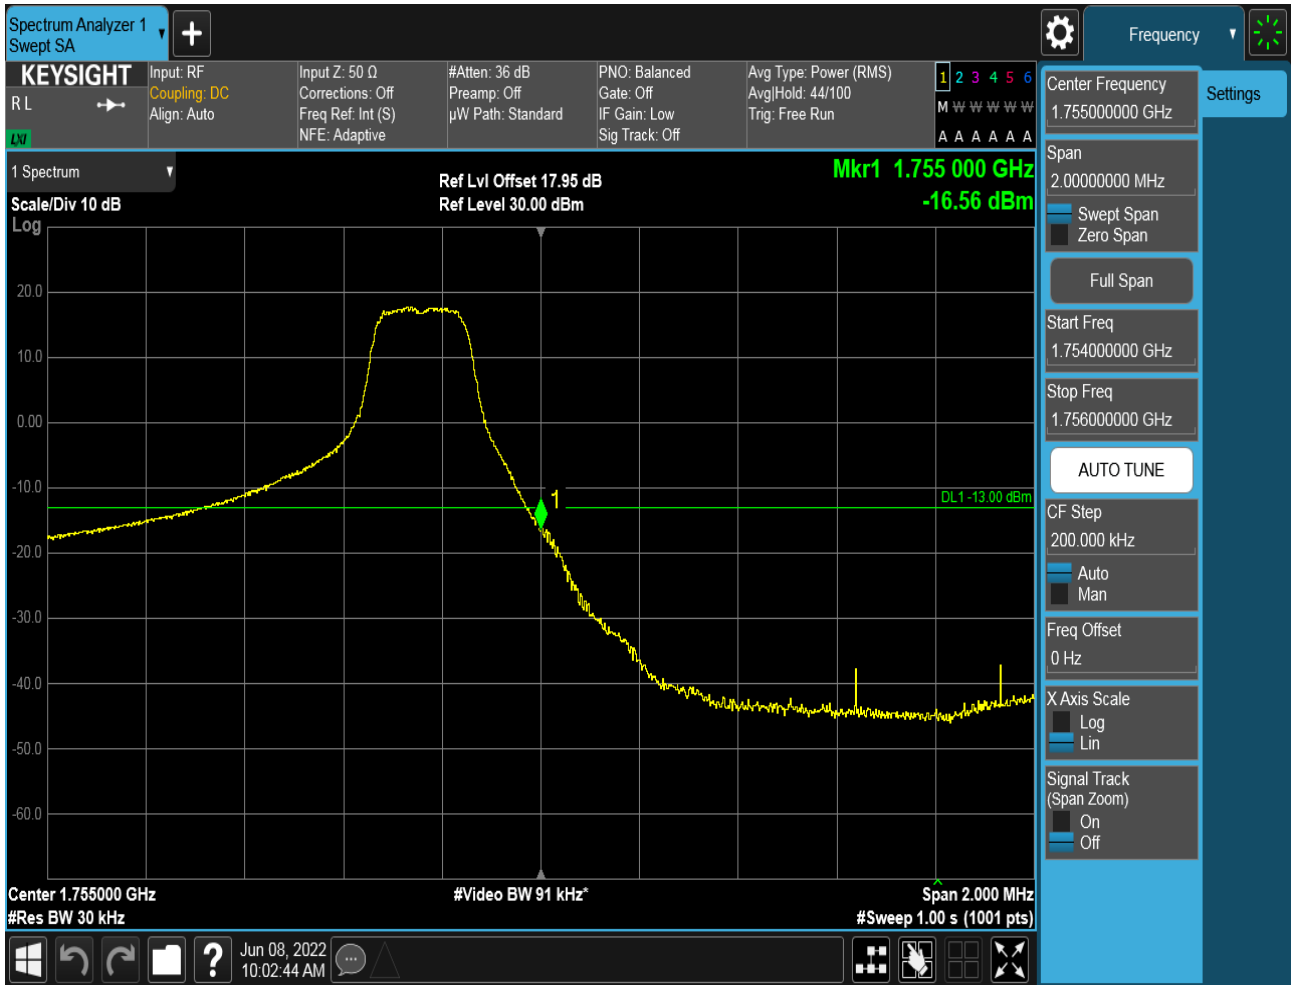 Spectrum Analyzer 1
Swept SA
+
Frequency
KEYSIGHT
R L
LXI
Input: RF
Coupling: DC
Align: Auto
Input Z: 50 Ω
Corrections: Off
Freq Ref: Int (S)
NFE: Adaptive
#Atten: 36 dB
Preamp: Off
µW Path: Standard
PNO: Balanced
Gate: Off
IF Gain: Low
Sig Track: Off
Avg Type: Power (RMS)
Avg|Hold: 44/100
Trig: Free Run
1 2 3 4 5 6
M W W W W W
A A A A A A
1 Spectrum
Scale/Div 10 dB
Log
Ref Lvl Offset 17.95 dB
Ref Level 30.00 dBm
Mkr1 1.755 000 GHz
-16.56 dBm
20.0
10.0
0.00
-10.0
-20.0
-30.0
-40.0
-50.0
-60.0
1
DL1 -13.00 dBm
Center 1.755000 GHz
#Res BW 30 kHz
#Video BW 91 kHz*
Span 2.000 MHz
#Sweep 1.00 s (1001 pts)
Center Frequency
1.755000000 GHz
Settings
Span
2.00000000 MHz
Swept Span
Zero Span
Full Span
Start Freq
1.754000000 GHz
Stop Freq
1.756000000 GHz
AUTO TUNE
CF Step
200.000 kHz
Auto
Man
Freq Offset
0 Hz
X Axis Scale
Log
Lin
Signal Track
(Span Zoom)
On
Off
?
Jun 08, 2022
10:02:44 AM